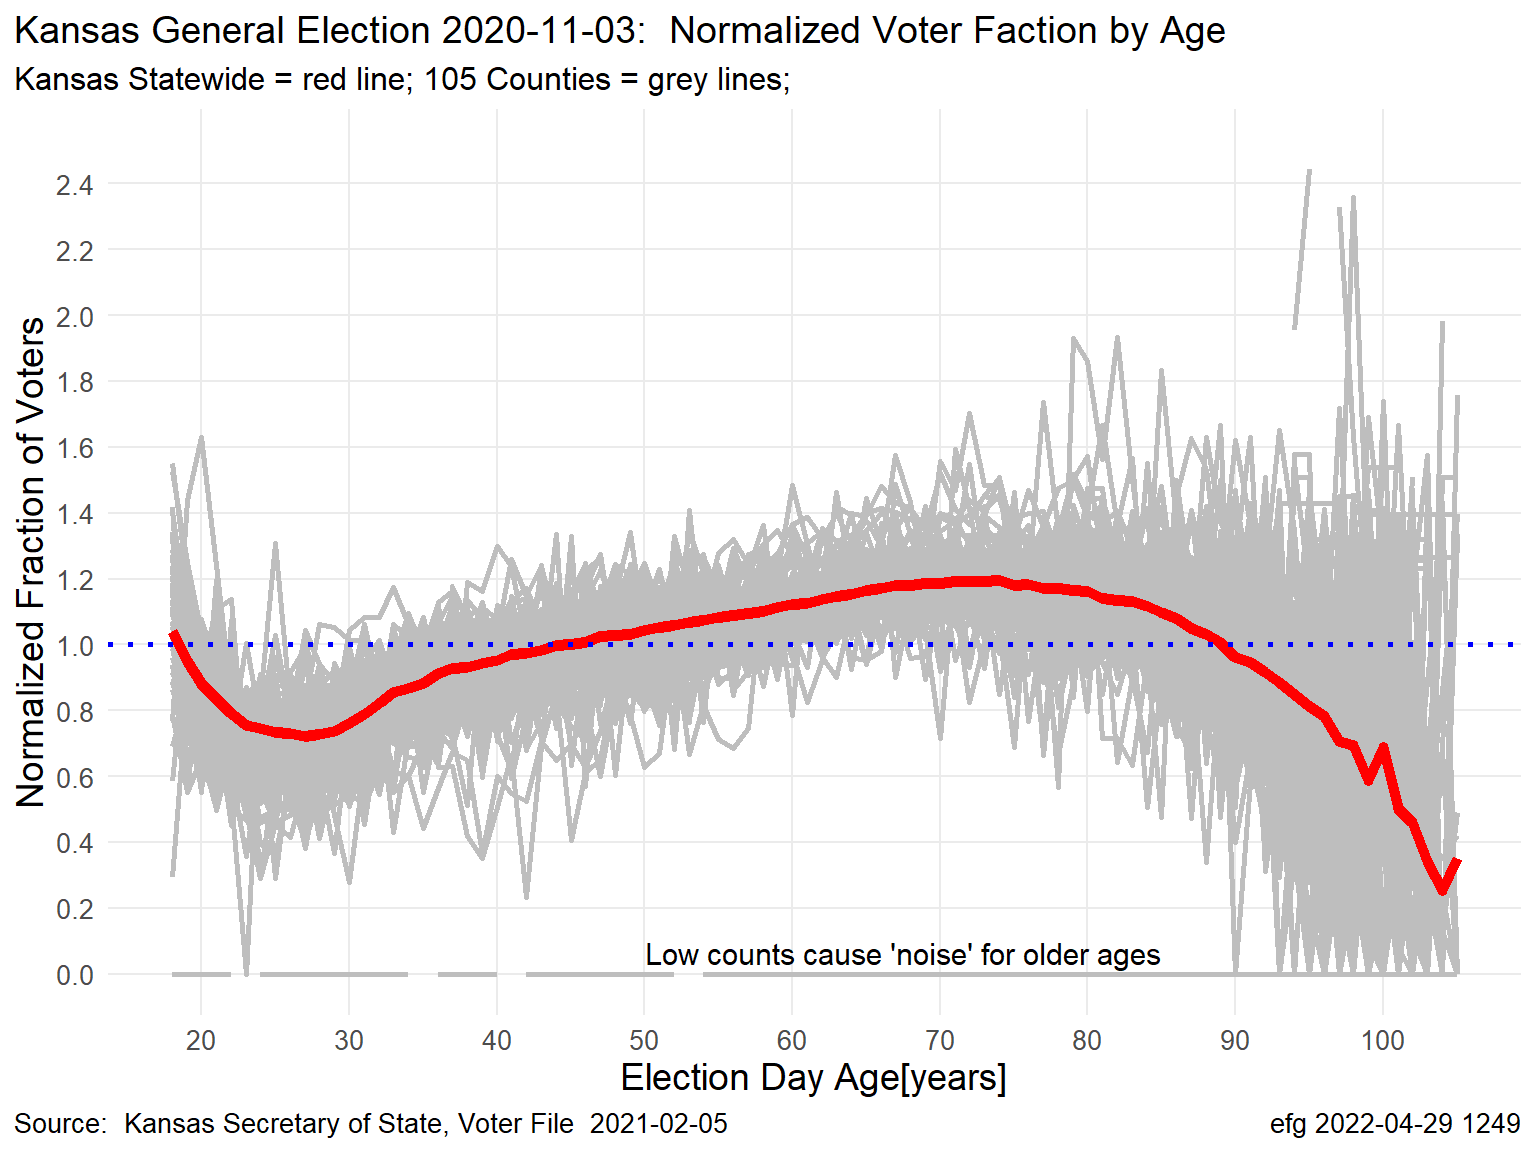 Kansas General Election 2020-11-03:  Normalized Voter Faction by Age
Kansas Statewide = red line; 105 Counties = grey lines;
Normalized Fraction of Voters
2.4
2.2
2.0
1.8
1.6
1.4
1.2
1.0
0.8
0.6
0.4
0.2
0.0
Low counts cause 'noise' for older ages
20 30 40 50 60 70 80 90 100
Election Day Age[years]
Source:  Kansas Secretary of State, Voter File  2021-02-05
efg 2022-04-29 1249